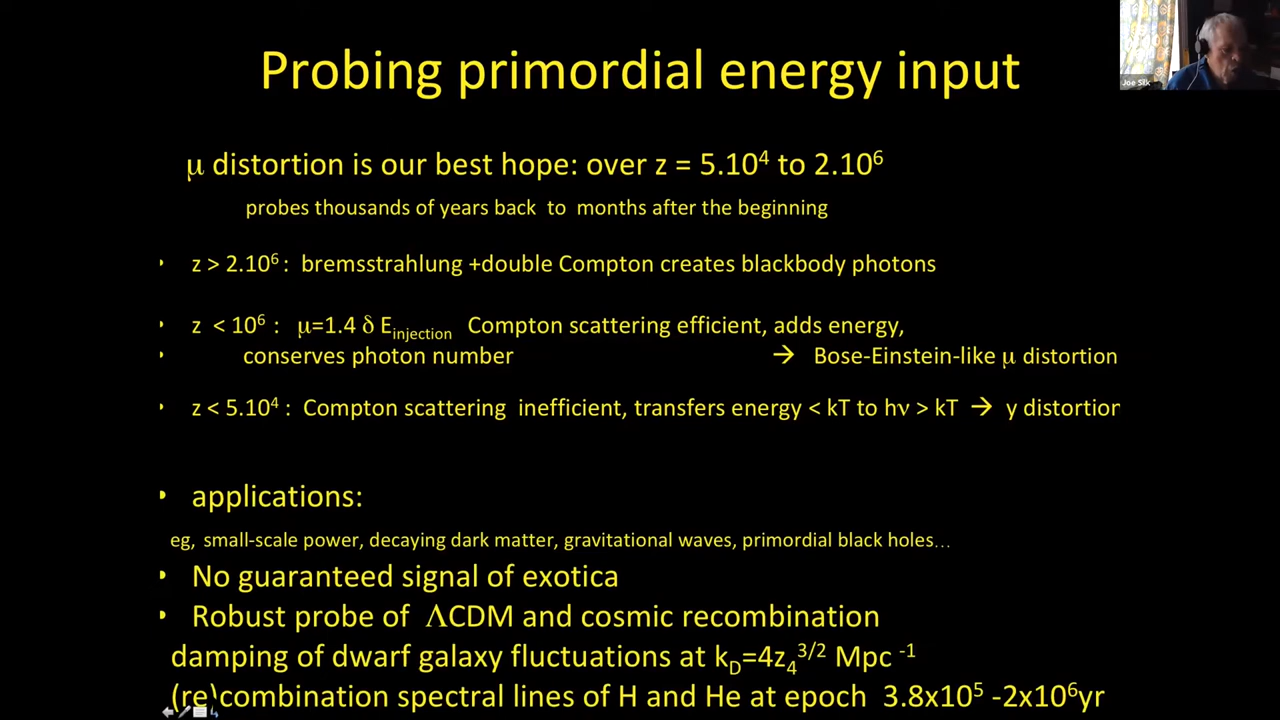 Probing primordial energy input
Joe Silk
μ distortion is our best hope: over z = 5.10⁴ to 2.10⁶
probes thousands of years back to months after the beginning
• z > 2.10⁶ : bremsstrahlung +double Compton creates blackbody photons
• z < 10⁶ : μ=1.4 δ E_injection Compton scattering efficient, adds energy,
• conserves photon number → Bose-Einstein-like μ distortion
• z < 5.10⁴ : Compton scattering inefficient, transfers energy < kT to hν > kT → y distortion
• applications:
eg, small-scale power, decaying dark matter, gravitational waves, primordial black holes…
• No guaranteed signal of exotica
• Robust probe of ΛCDM and cosmic recombination
damping of dwarf galaxy fluctuations at k_D=4z₄^3/2 Mpc ⁻¹
(re)combination spectral lines of H and He at epoch 3.8x10⁵ -2x10⁶yr